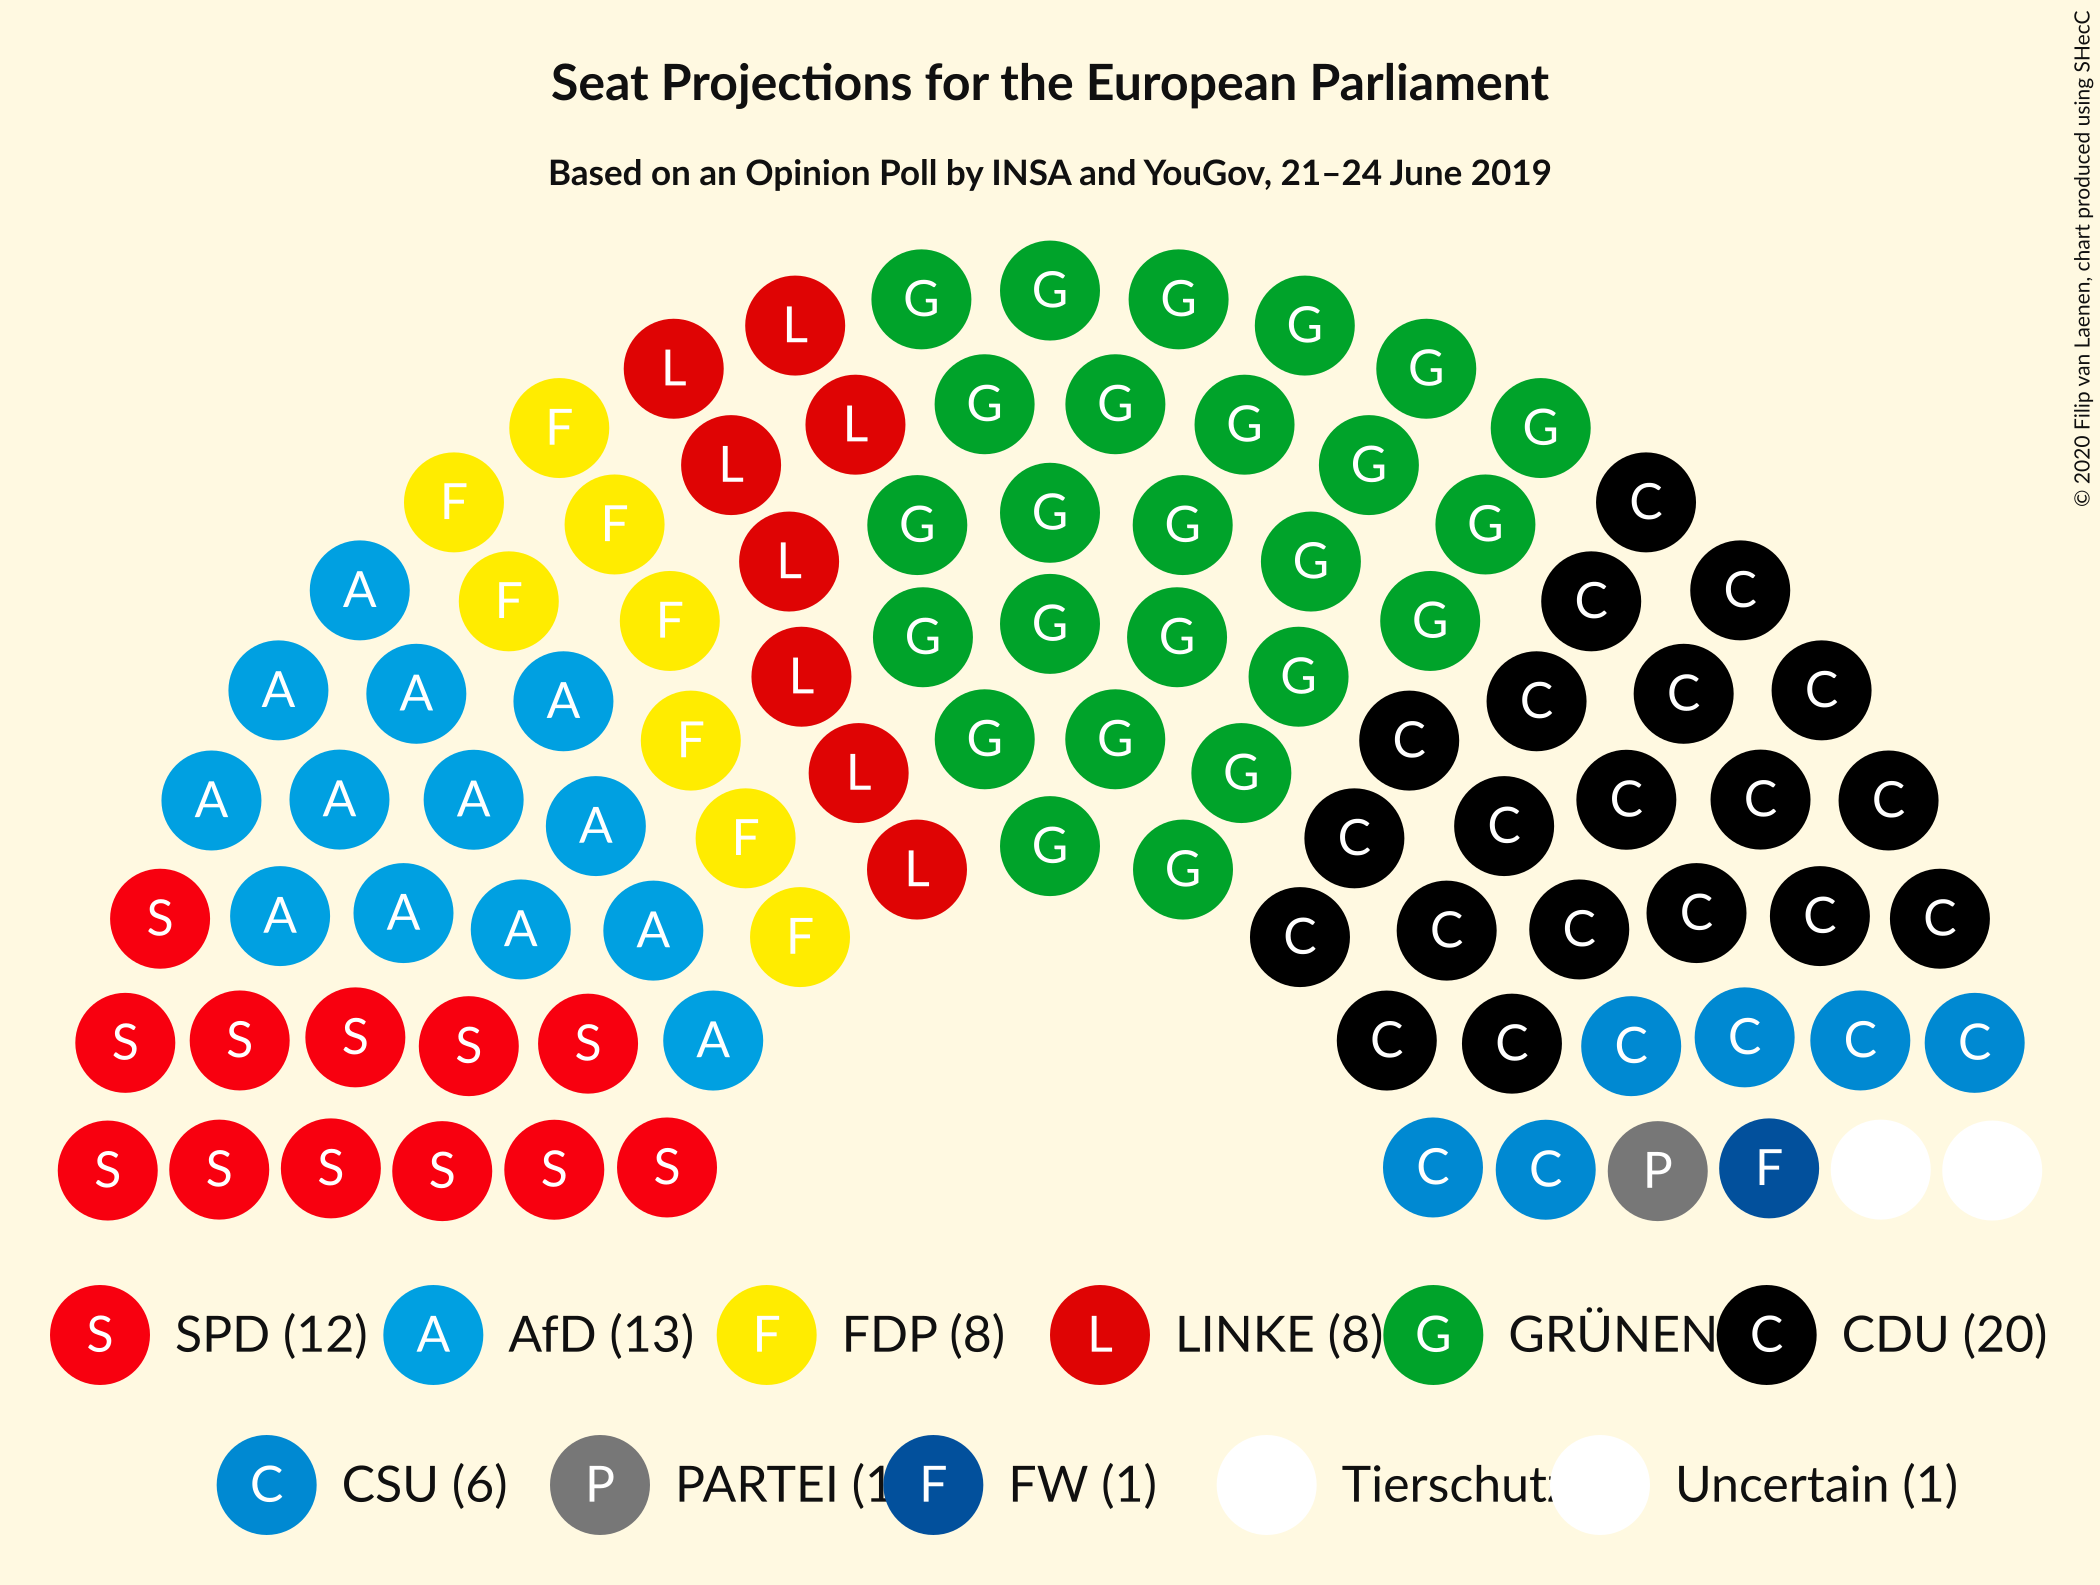 Seat Projections for the European Parliament
Based on an Opinion Poll by INSA and YouGov, 21–24 June 2019
© 2020 Filip van Laenen, chart produced using SHecC
G G G G
L G
L G
F G G G G
L G
F C
L G
F G G G G
L G
A F C C
F G G G G
L G
A A A F C C C
G G G
F C
A A A A L G C C C C
F G C
S A A A A F L G C C C C C C
S S S S S A C C C C C C
S S S S S S C C P F
S SPD (12) A AfD (13) F FDP (8) L LINKE (8) G GRÜNEN C CDU (20)
C CSU (6) P PARTEI (1 F FW (1) Tierschutz Uncertain (1)